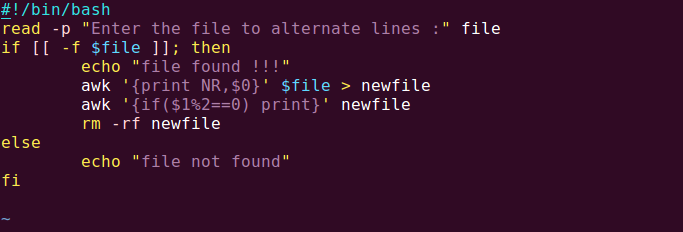 #!/bin/bash
read -p "Enter the file to alternate lines :" file
if [[ -f $file ]]; then
        echo "file found !!!"
        awk '{print NR,$0}' $file > newfile
        awk '{if($1%2==0) print}' newfile
        rm -rf newfile
else
        echo "file not found"
fi

~